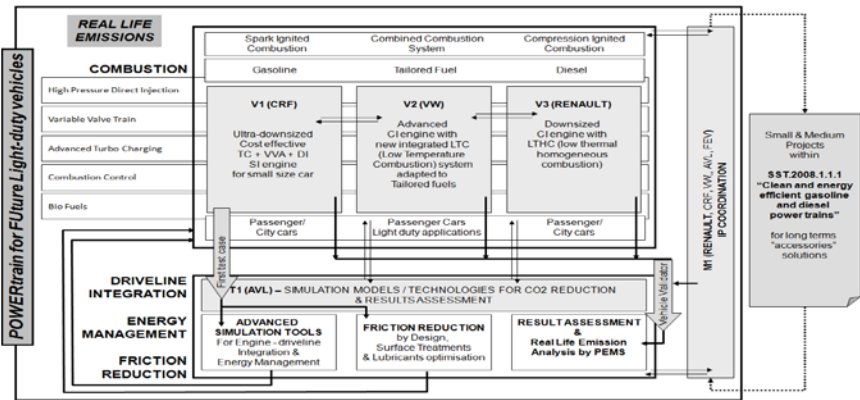 REAL LIFE
EMISSIONS
POWERtrain for FUture Light-duty vehicles
Spark Ignited
Combustion
Combined Combustion
System
Compression Ignited
Combustion
COMBUSTION
Gasoline
Tailored Fuel
Diesel
High Pressure Direct Injection
Variable Valve Train
Advanced Turbo Charging
Combustion Control
Bio Fuels
V1 (CRF)
Ultra-downsized
Cost effective
TC + VVA + DI
SI engine
for small size car
V2 (VW)
Advanced
CI engine with
new integrated LTC
(Low Temperature
Combustion) system
adapted to
Tailored fuels
V3 (RENAULT)
Downsized
CI engine with
LTHC (low thermal
homogeneous
combustion)
Passenger/
City cars
Passenger Cars
Light duty applications
Passenger/
City cars
First test case
Vehicle Validator
DRIVELINE
INTEGRATION
T1 (AVL) – SIMULATION MODELS / TECHNOLOGIES FOR CO2 REDUCTION
& RESULTS ASSESSMENT
ENERGY
MANAGEMENT
FRICTION
REDUCTION
ADVANCED
SIMULATION TOOLS
For Engine - driveline
Integration &
Energy Management
FRICTION REDUCTION
by Design,
Surface Treatments
& Lubricants optimisation
RESULT ASSESSMENT
&
Real Life Emission
Analysis by PEMS
M1 (RENAULT, CRF, VW, AVL, FEV)
IP COORDINATION
Small & Medium
Projects
within
SST.2008.1.1.1
"Clean and energy
efficient gasoline
and diesel
power trains"
for long terms
"accessories"
solutions